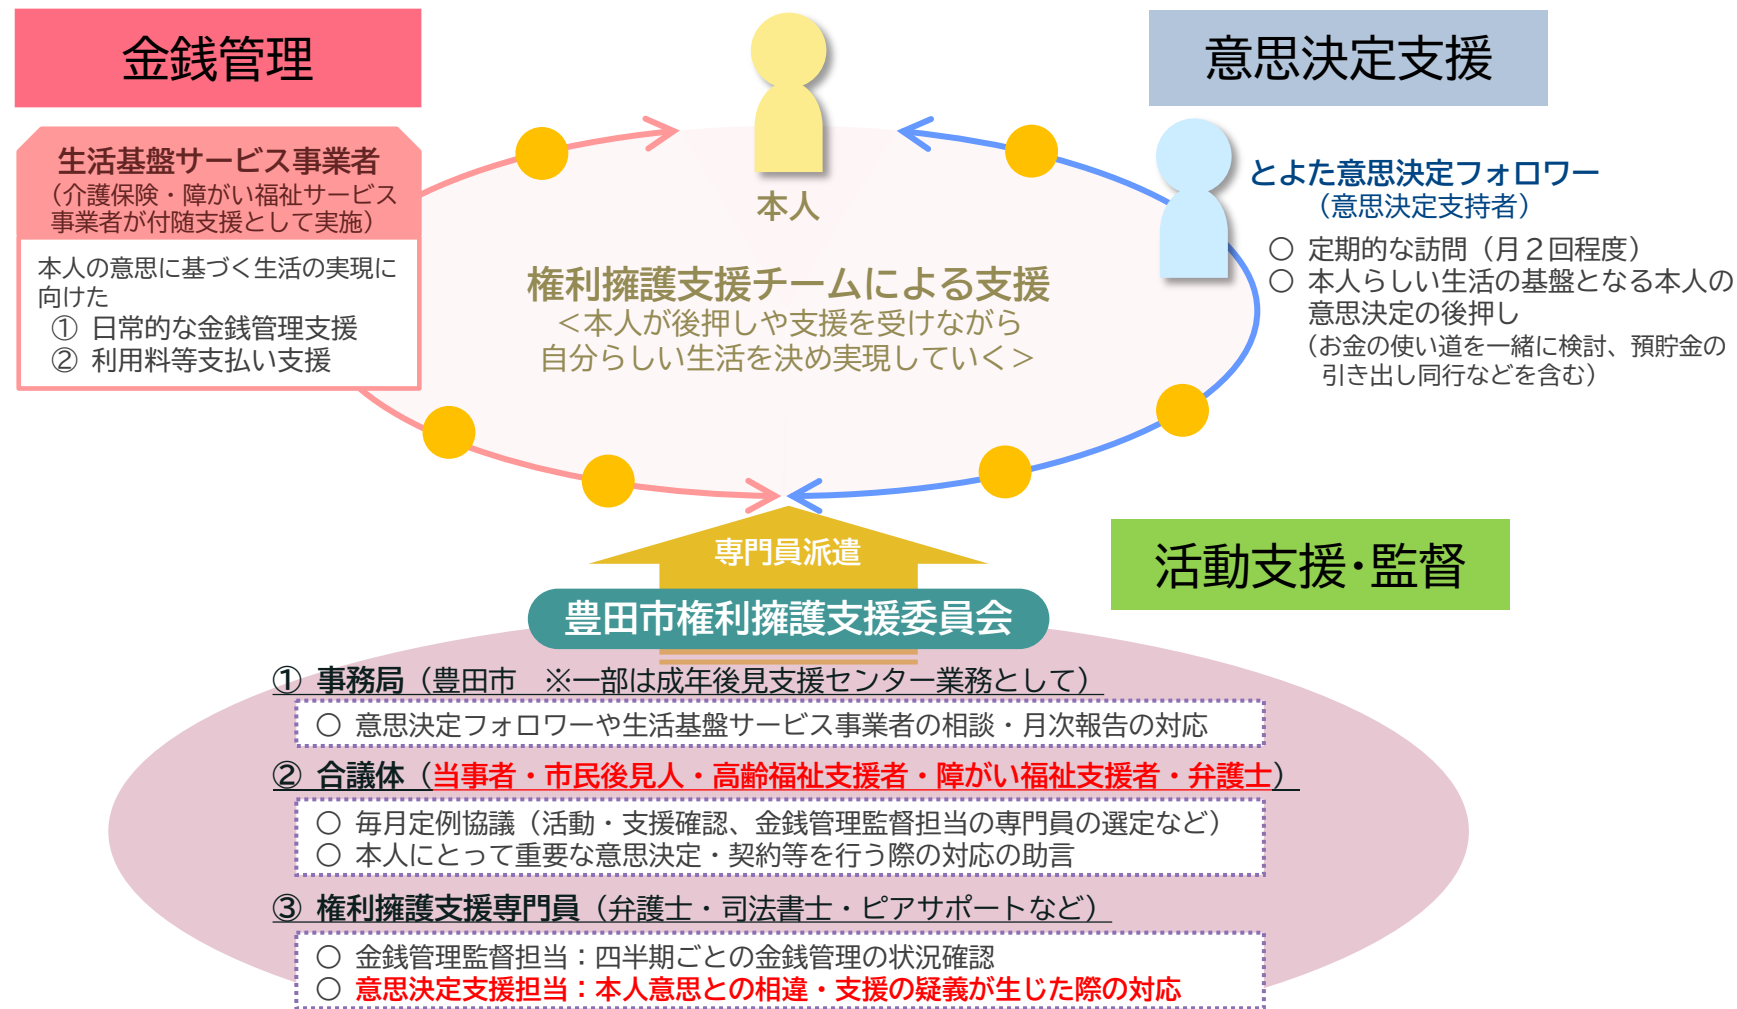 金銭管理
生活基盤サービス事業者
（介護保険・障がい福祉サービス
事業者が付随支援として実施）
本人の意思に基づく生活の実現に
向けた
① 日常的な金銭管理支援
② 利用料等支払い支援
本人
権利擁護支援チームによる支援
＜本人が後押しや支援を受けながら
自分らしい生活を決め実現していく＞
意思決定支援
とよた意思決定フォロワー
（意思決定支持者）
〇 定期的な訪問（月２回程度）
〇 本人らしい生活の基盤となる本人の
意思決定の後押し
（お金の使い道を一緒に検討、預貯金の
引き出し同行などを含む）
専門員派遣
活動支援・監督
豊田市権利擁護支援委員会
① 事務局（豊田市　※一部は成年後見支援センター業務として）
〇 意思決定フォロワーや生活基盤サービス事業者の相談・月次報告の対応
② 合議体（当事者・市民後見人・高齢福祉支援者・障がい福祉支援者・弁護士）
〇 毎月定例協議（活動・支援確認、金銭管理監督担当の専門員の選定など）
〇 本人にとって重要な意思決定・契約等を行う際の対応の助言
③ 権利擁護支援専門員（弁護士・司法書士・ピアサポートなど）
〇 金銭管理監督担当：四半期ごとの金銭管理の状況確認
〇 意思決定支援担当：本人意思との相違・支援の疑義が生じた際の対応